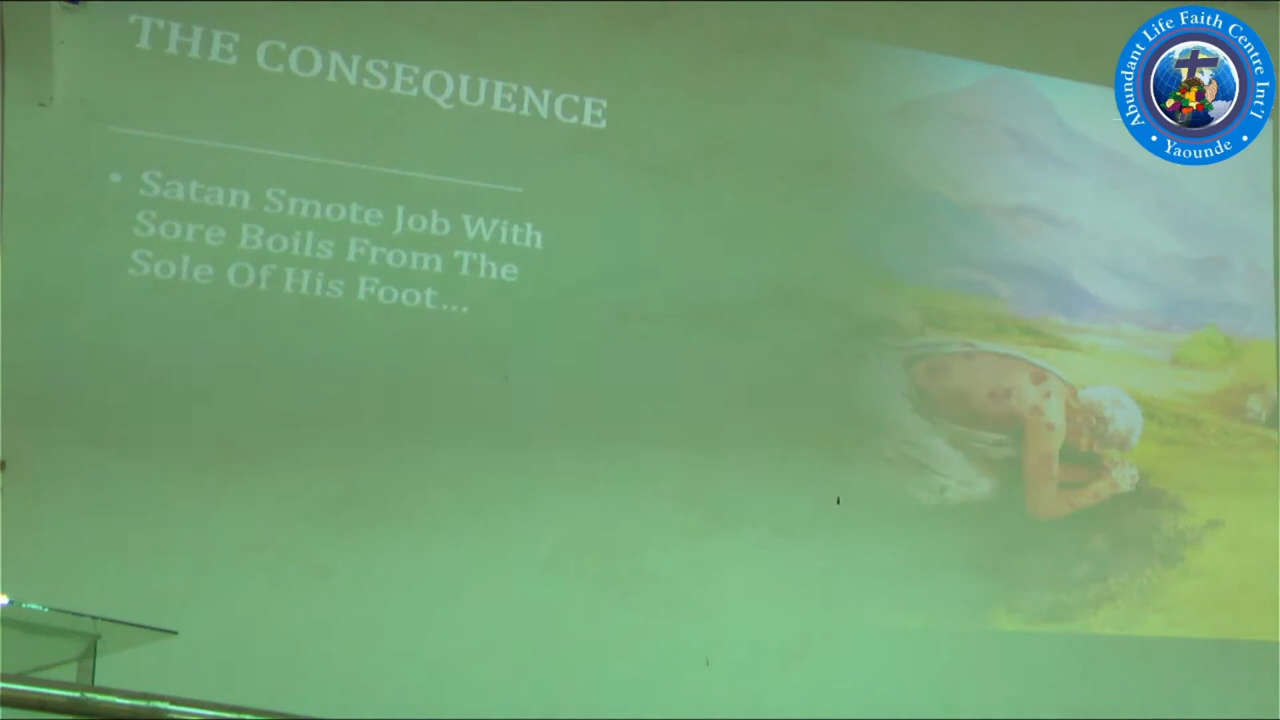 THE CONSEQUENCE
• Satan Smote Job With
Sore Boils From The
Sole Of His Foot...
Abundant Life Faith Centre Int'l
• Yaounde •